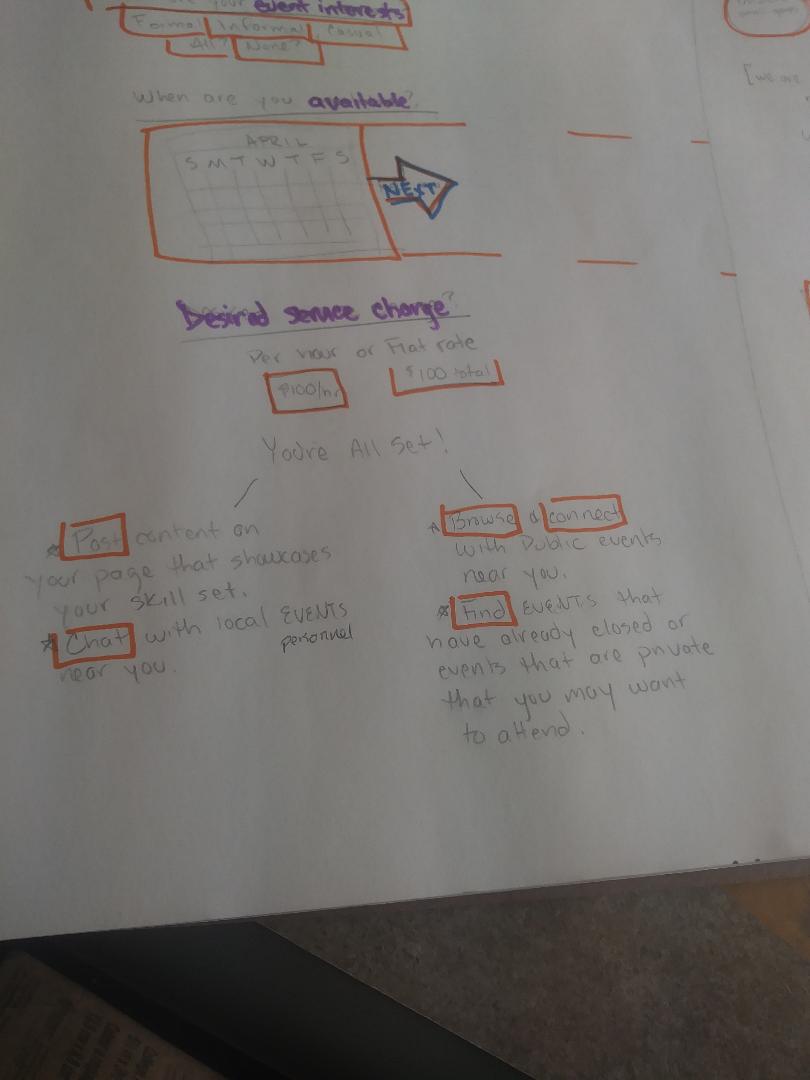 your event interests
Formal Informal, Casual
All? None?
When are you available?
APRIL
S M T W T F S
NEXT
Desired service charge?
Per hour or Flat rate
$100/hr $100 total
You're All Set!
Post content on
your page that showcases
your skill set.
Chat with local EVENTS
personnel
near you.
Browse & connect
with Public events
near you.
Find EVENTS that
have already closed or
events that are private
that you may want
to attend.
[we are